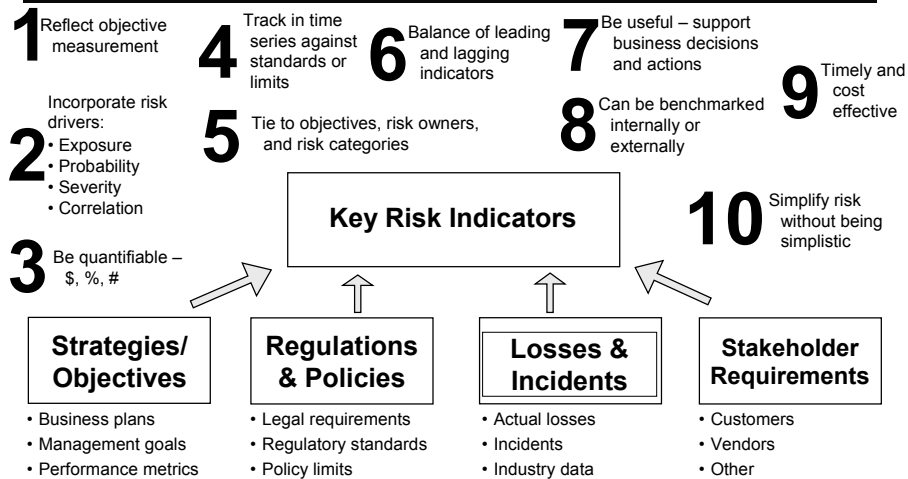 1 Reflect objective
measurement
2 Incorporate risk
drivers:
• Exposure
• Probability
• Severity
• Correlation
3 Be quantifiable –
$, %, #
4 Track in time
series against
standards or
limits
5 Tie to objectives, risk owners,
and risk categories
6 Balance of leading
and lagging
indicators
7 Be useful – support
business decisions
and actions
8 Can be benchmarked
internally or
externally
9 Timely and
cost
effective
10 Simplify risk
without being
simplistic
Key Risk Indicators
Strategies/
Objectives
• Business plans
• Management goals
• Performance metrics
Regulations
& Policies
• Legal requirements
• Regulatory standards
• Policy limits
Losses &
Incidents
• Actual losses
• Incidents
• Industry data
Stakeholder
Requirements
• Customers
• Vendors
• Other